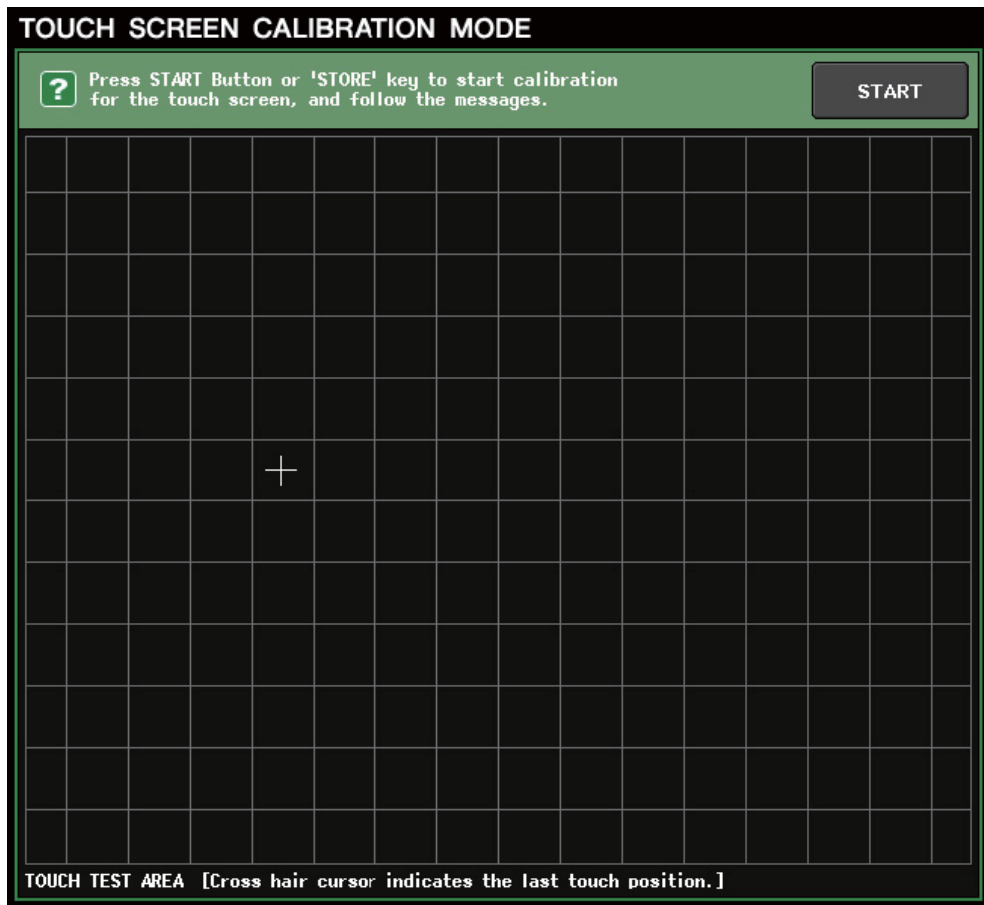 TOUCH SCREEN CALIBRATION MODE
? Press START Button or 'STORE' key to start calibration
for the touch screen, and follow the messages.
START
TOUCH TEST AREA [Cross hair cursor indicates the last touch position.]